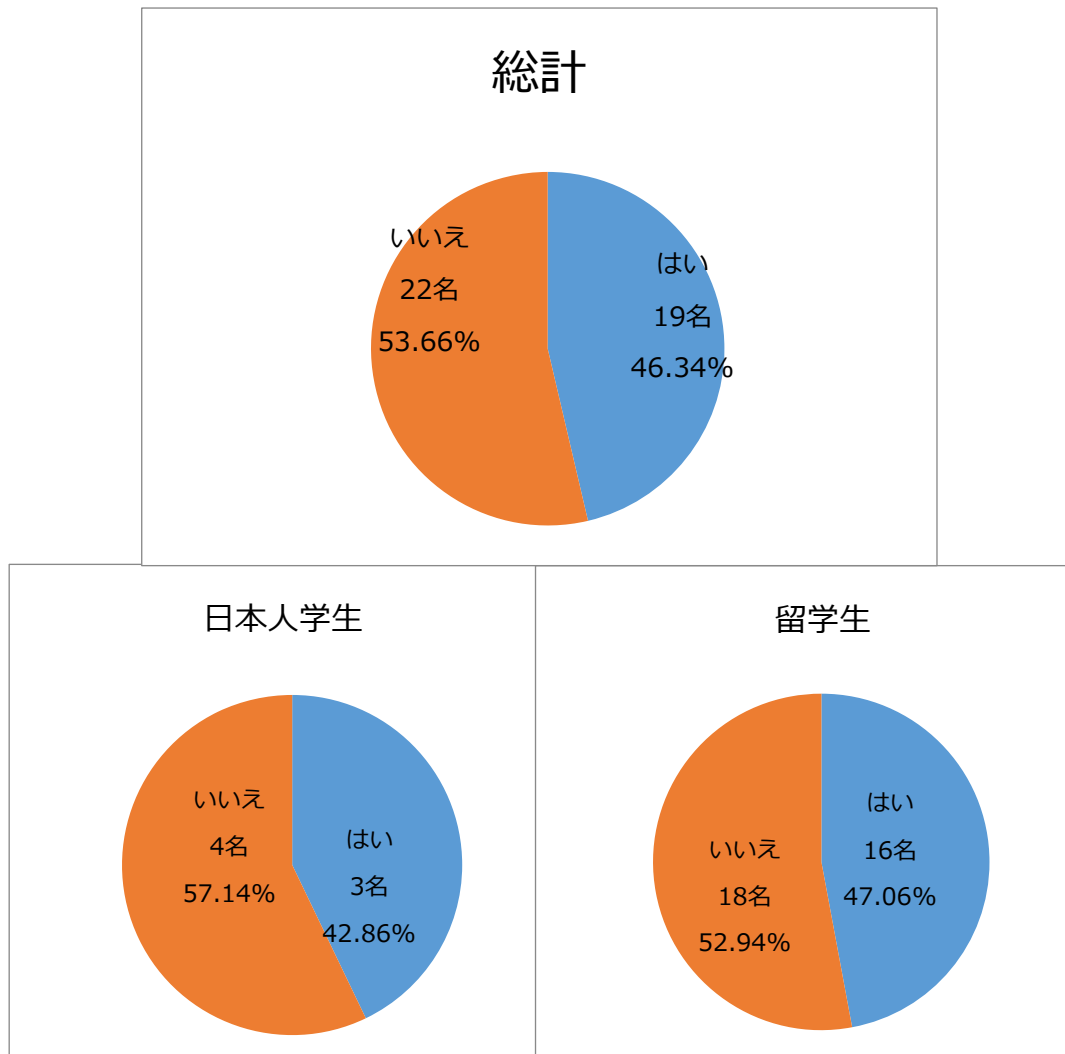 総計
いいえ
22名
53.66%
はい
19名
46.34%
日本人学生
いいえ
4名
57.14%
はい
3名
42.86%
留学生
いいえ
18名
52.94%
はい
16名
47.06%